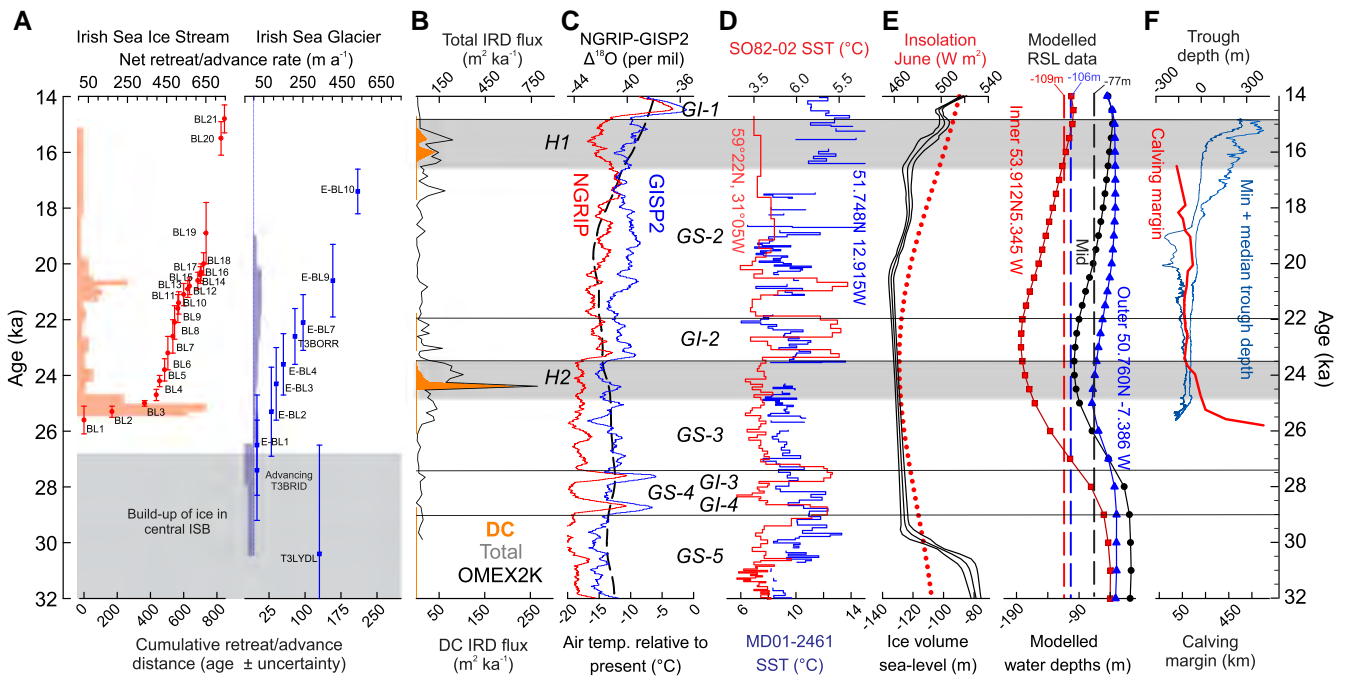 A
Irish Sea Ice Stream
Irish Sea Glacier
Net retreat/advance rate (m a⁻¹)
50
200
350
500
650
50
150
250
350
450
550
14
16
18
20
22
24
26
28
30
32
Age (ka)
BL21
BL20
BL19
BL18
BL17
BL16
BL15
BL14
BL13
BL12
BL11
BL10
BL9
BL8
BL7
BL6
BL5
BL4
BL3
BL2
BL1
E-BL10
E-BL9
E-BL7
T3BORR
E-BL4
E-BL3
E-BL2
E-BL1
Advancing
T3BRID
T3LYDL
Build-up of ice in
central ISB
0
200
400
600
800
25
75
175
250
Cumulative retreat/advance
distance (age ± uncertainty)
B
Total IRD flux
(m² ka⁻¹)
150
450
750
DC
Total
OMEX2K
0
50
150
250
DC IRD flux
(m² ka⁻¹)
C
NGRIP-GISP2
Δ¹⁸O (per mil)
-44
-40
-36
NGRIP
GISP2
GI-1
H1
GS-2
GI-2
H2
GS-3
GI-3
GS-4
GI-4
GS-5
-20
-15
-10
-5
0
Air temp. relative to
present (°C)
D
SO82-02 SST (°C)
3.5
6.0
5.5
59°22N, 31°05W
51.748N 12.915W
6
10
14
MD01-2461
SST (°C)
E
Insolation
June (W m²)
460
500
540
-140
-120
-100
-80
Ice volume
sea-level (m)
Modelled
RSL data
-109m
-106m
-77m
Inner 53.912N5.345 W
Mid
Outer 50.760N -7.386 W
-190
-90
Modelled
water depths (m)
F
Trough
depth (m)
-300
0
300
Calving margin
Min + median trough depth
50
450
Calving
margin (km)
14
16
18
20
22
24
26
28
30
32
Age (ka)